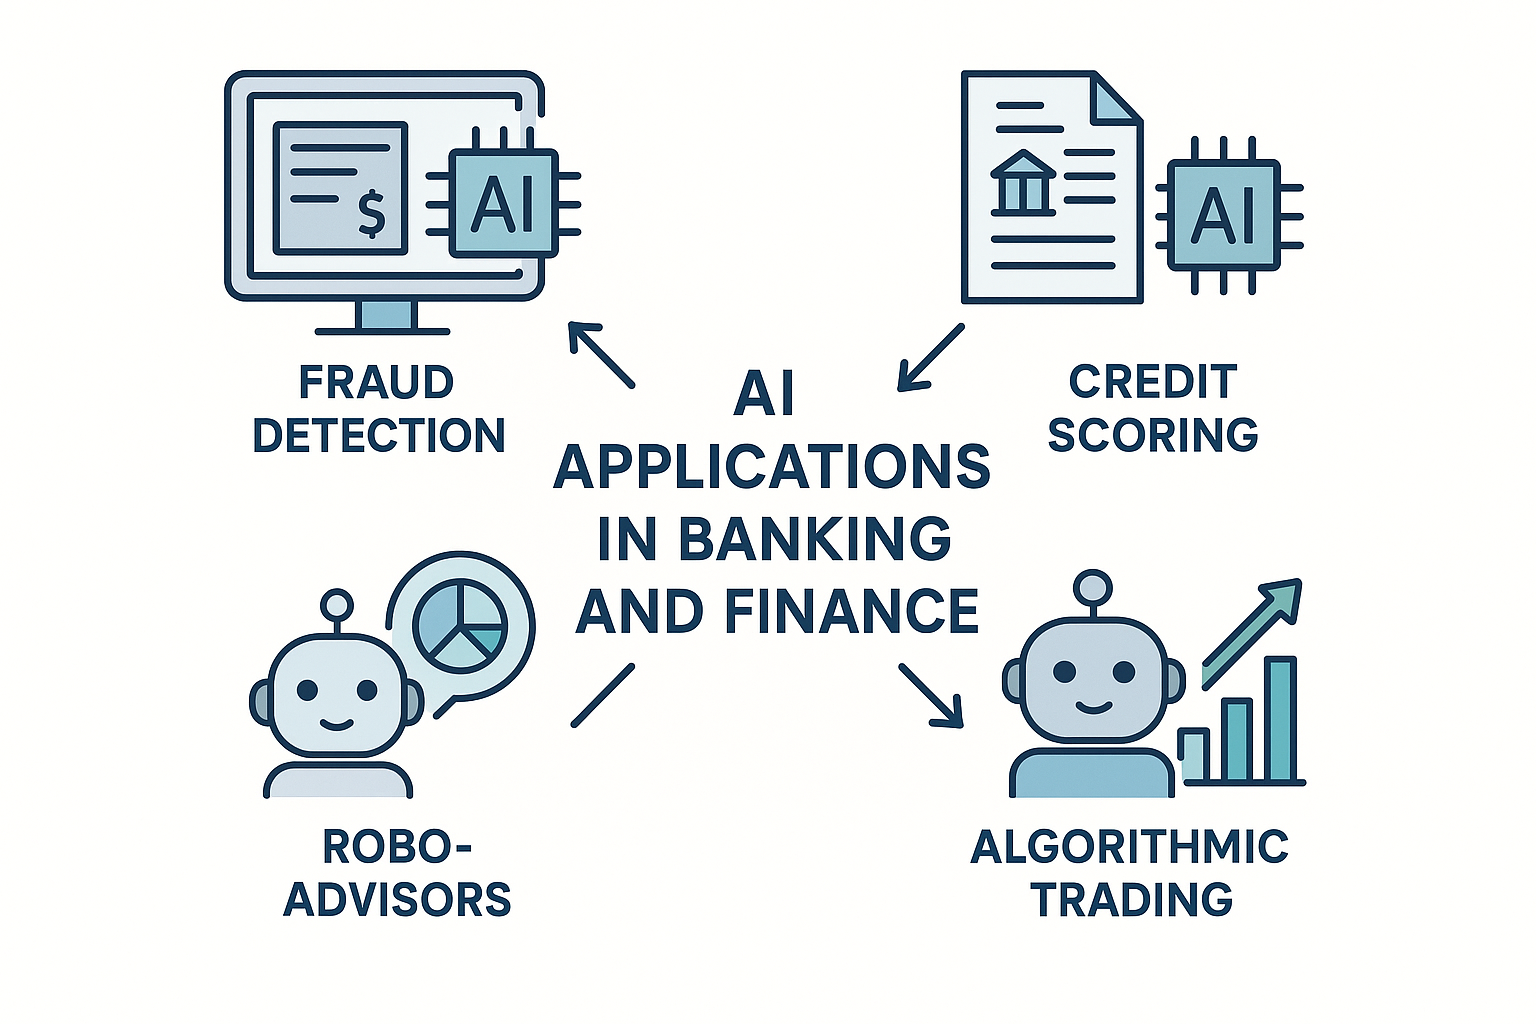 $
AI
AI
FRAUD
DETECTION
CREDIT
SCORING
AI
APPLICATIONS
IN BANKING
AND FINANCE
ROBO-
ADVISORS
ALGORITHMIC
TRADING